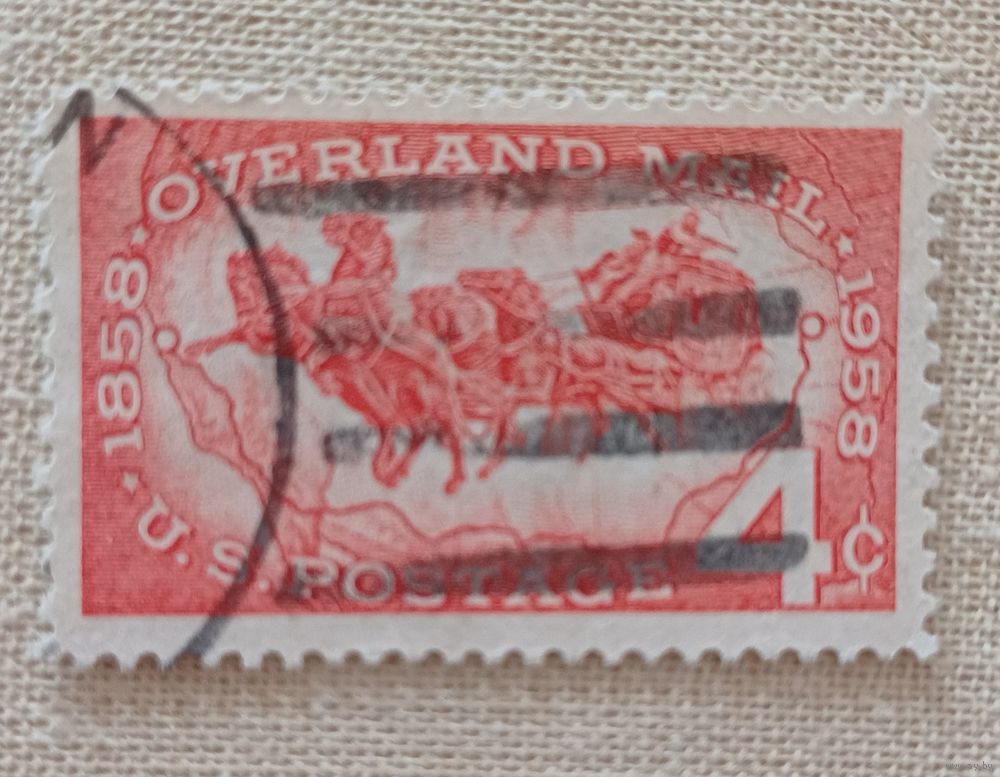 OVERLAND MAIL
1858
1958
U.S. POSTAGE
4¢